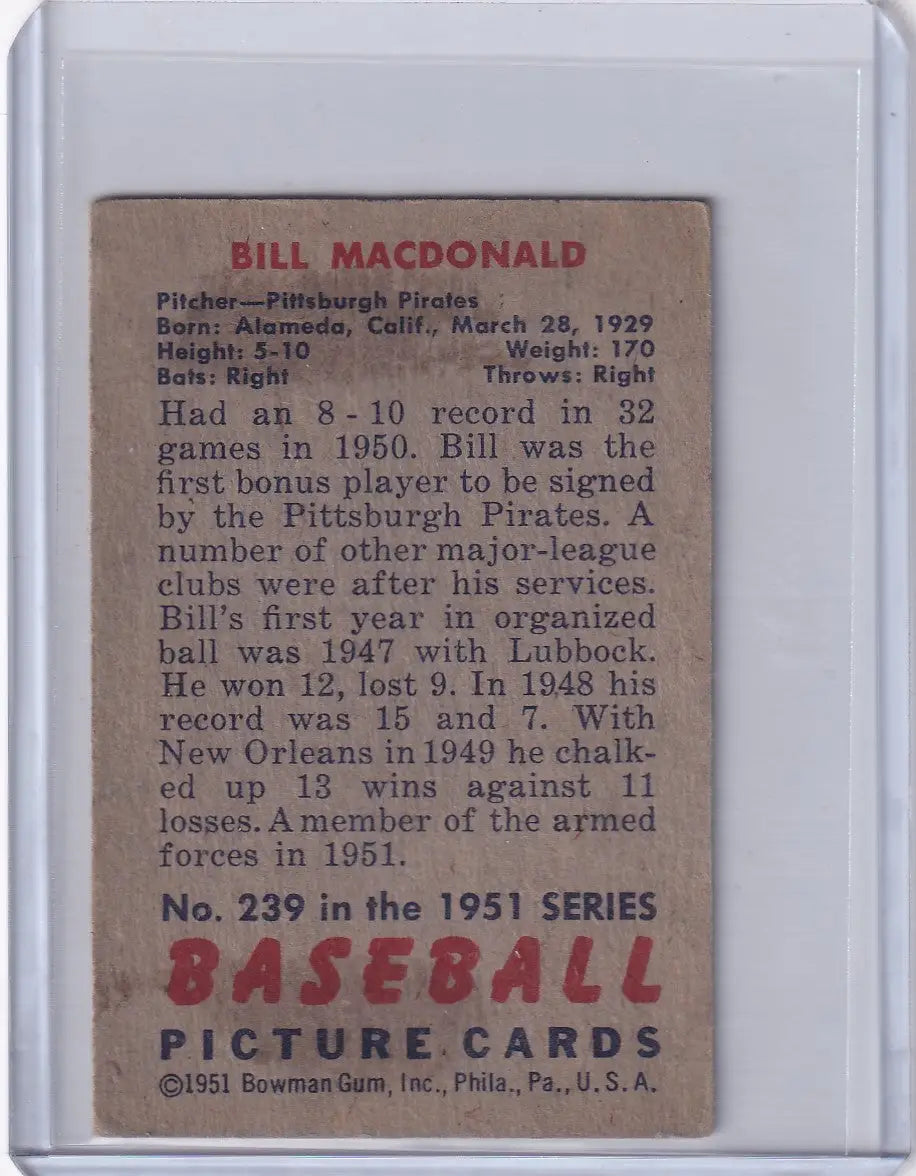 BILL MACDONALD
Pitcher—Pittsburgh Pirates
Born: Alameda, Calif., March 28, 1929
Height: 5-10 Weight: 170
Bats: Right Throws: Right
Had an 8-10 record in 32
games in 1950. Bill was the
first bonus player to be signed
by the Pittsburgh Pirates. A
number of other major-league
clubs were after his services.
Bill's first year in organized
ball was 1947 with Lubbock.
He won 12, lost 9. In 1948 his
record was 15 and 7. With
New Orleans in 1949 he chalk-
ed up 13 wins against 11
losses. A member of the armed
forces in 1951.
No. 239 in the 1951 SERIES
BASEBALL
PICTURE CARDS
©1951 Bowman Gum, Inc., Phila., Pa., U.S.A.